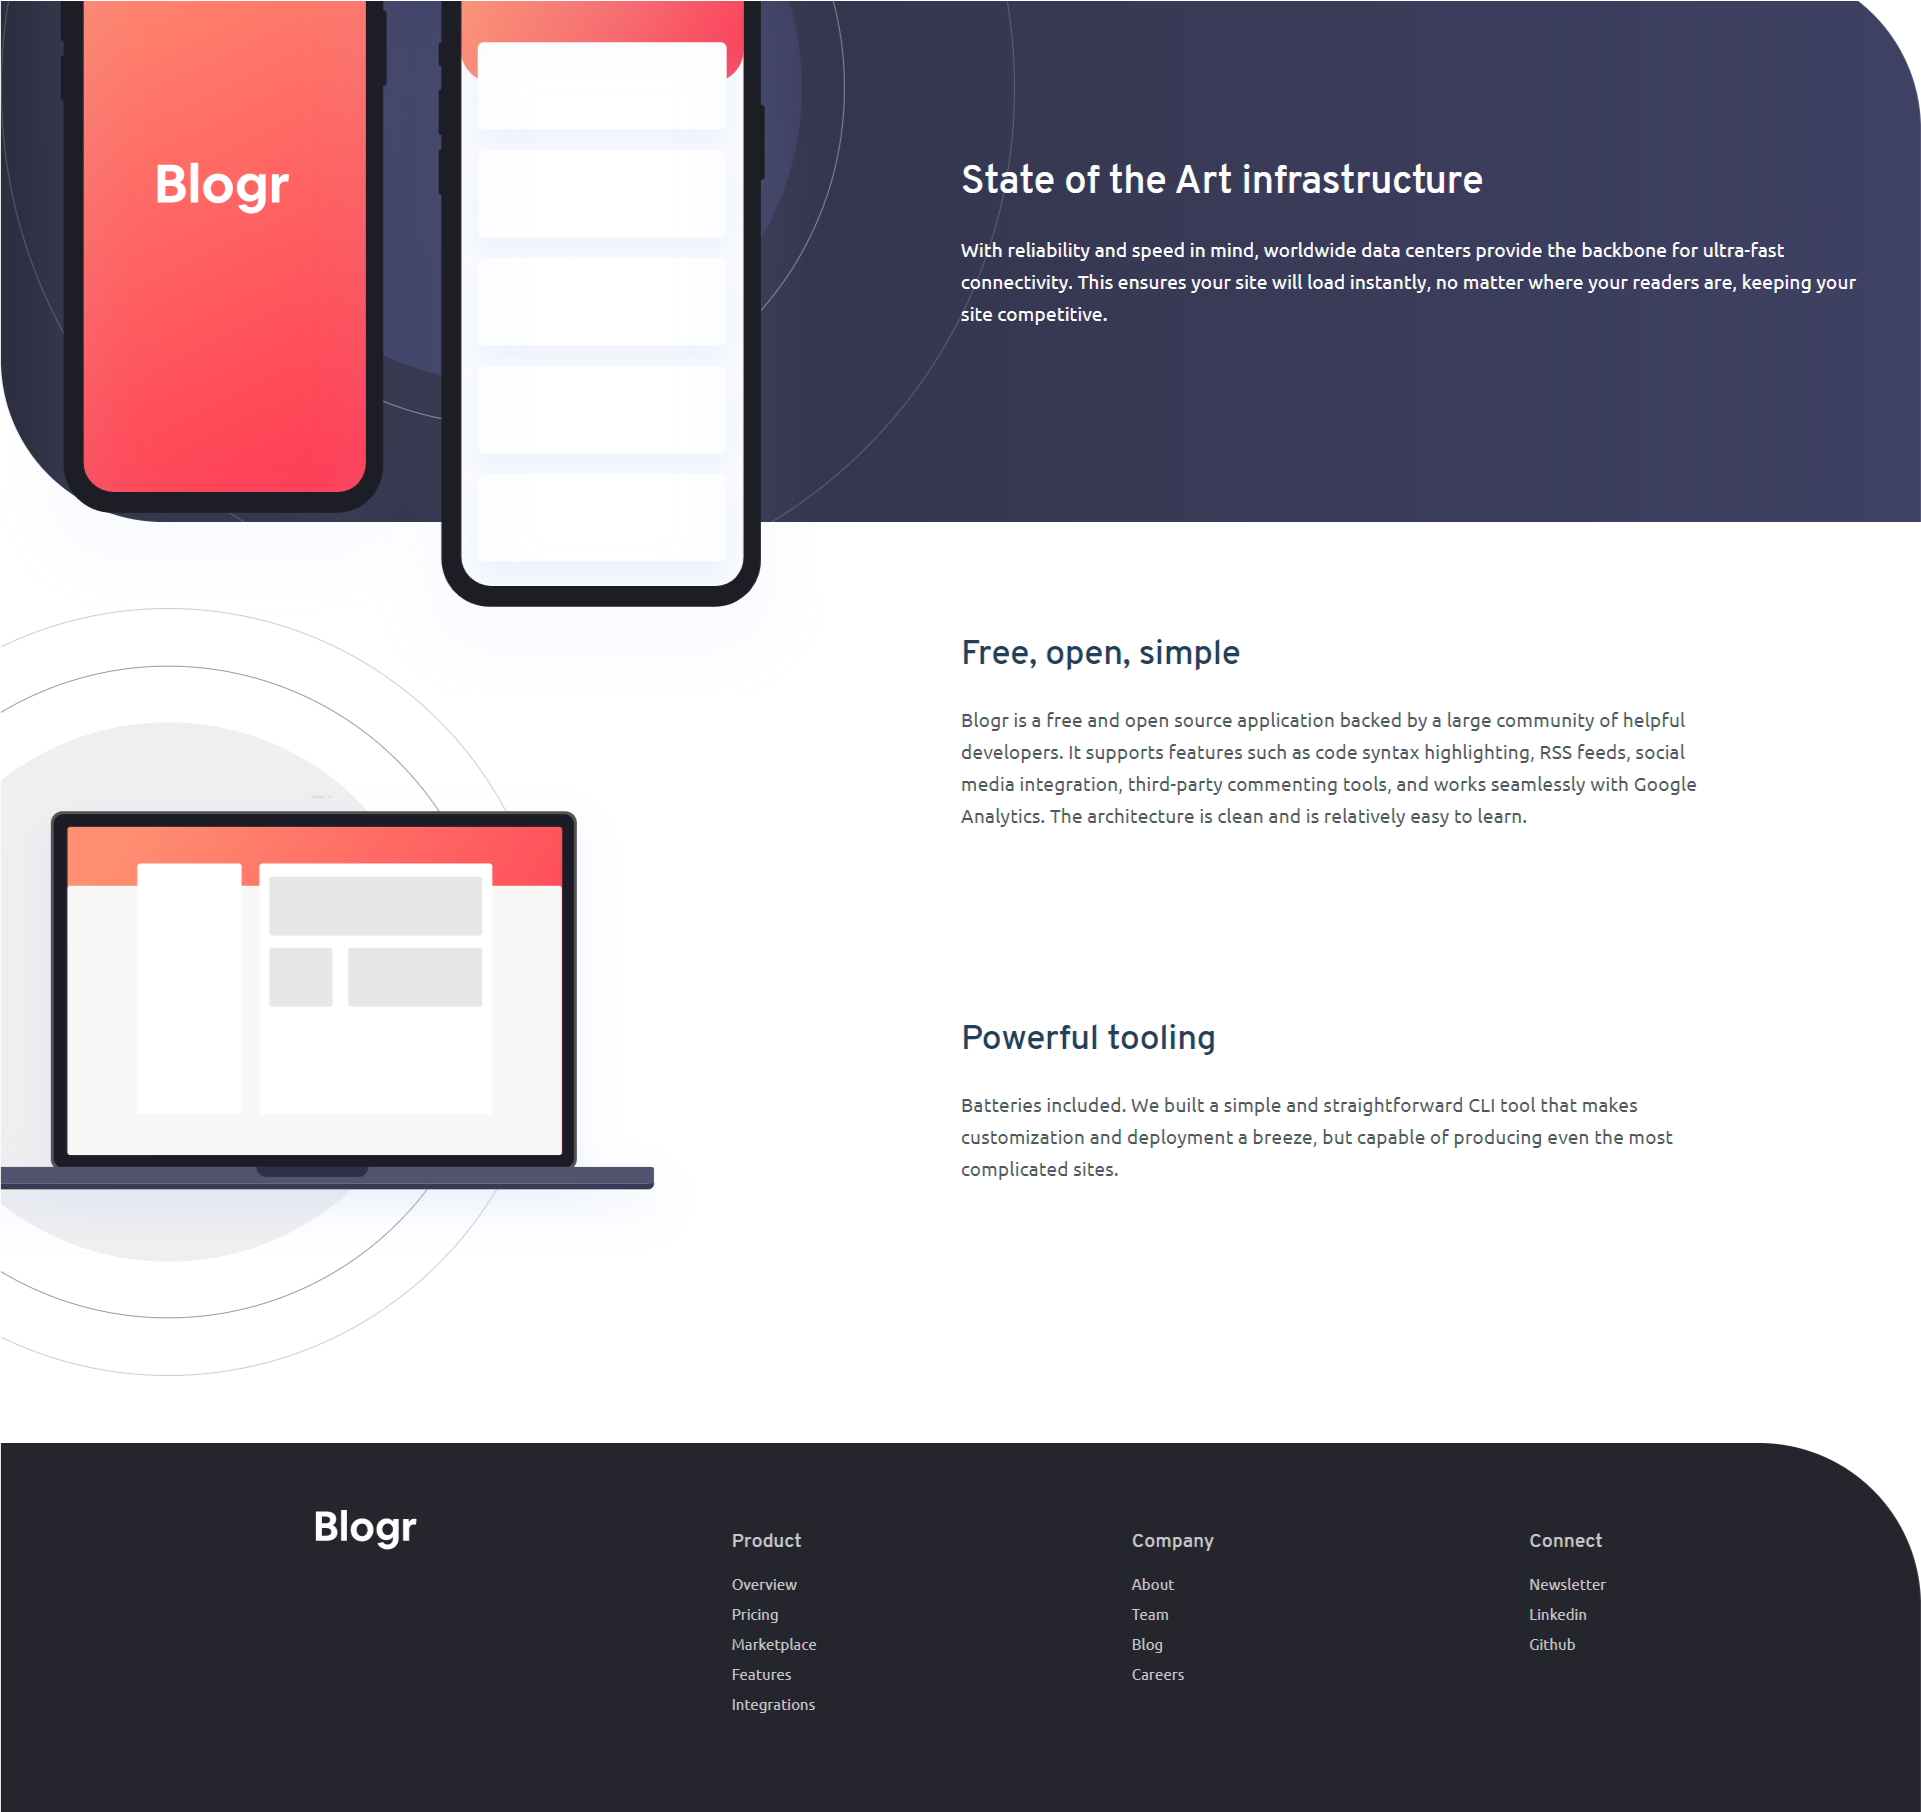 Blogr
State of the Art infrastructure
With reliability and speed in mind, worldwide data centers provide the backbone for ultra-fast
connectivity. This ensures your site will load instantly, no matter where your readers are, keeping your
site competitive.
Free, open, simple
Blogr is a free and open source application backed by a large community of helpful
developers. It supports features such as code syntax highlighting, RSS feeds, social
media integration, third-party commenting tools, and works seamlessly with Google
Analytics. The architecture is clean and is relatively easy to learn.
Powerful tooling
Batteries included. We built a simple and straightforward CLI tool that makes
customization and deployment a breeze, but capable of producing even the most
complicated sites.
Blogr
Product
Overview
Pricing
Marketplace
Features
Integrations
Company
About
Team
Blog
Careers
Connect
Newsletter
Linkedin
Github